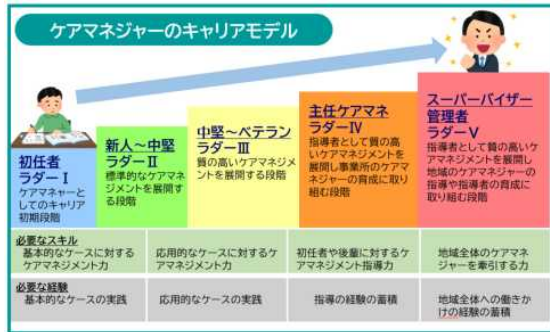 ケアマネジャーのキャリアモデル
初任者
ラダーⅠ
ケアマネジャーとし
てのキャリア
初期段階
新人～中堅
ラダーⅡ
標準的なケアマネ
ジメントを展開す
る段階
中堅～ベテラン
ラダーⅢ
質の高いケアマネジメ
ントを展開する段階
主任ケアマネ
ラダーⅣ
指導者として質の高
いケアマネジメントを
展開し事業所のケアマ
ネジャーの育成に取り
組む段階
スーパーバイザー
管理者
ラダーⅤ
指導者として質の高いケ
アマネジメントを展開し
地域のケアマネジャーの
指導や指導者の育成に
取り組む段階
必要なスキル
基本的なケースに対する
ケアマネジメント力
応用的なケースに対するケ
アマネジメント力
初任者や後輩に対するケ
アマネジメント指導力
地域全体のケアマネ
ジャーを牽引する力
必要な経験
基本的なケースの実践
応用的なケースの実践
指導の経験の蓄積
地域全体への働きか
けの経験の蓄積